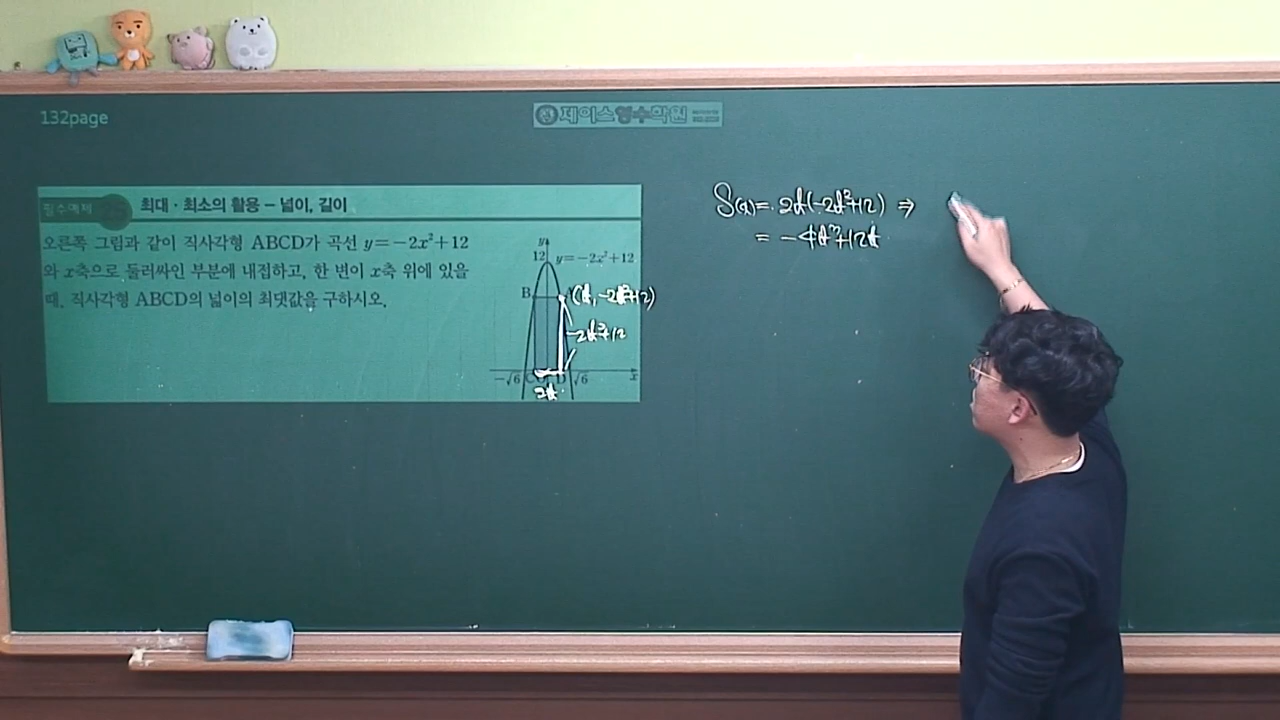 132page
제이스영수학원
필수예제
최대·최소의 활용 – 넓이, 길이
오른쪽 그림과 같이 직사각형 ABCD가 곡선 y=−2x²+12
와 x축으로 둘러싸인 부분에 내접하고, 한 변이 x축 위에 있을
때, 직사각형 ABCD의 넓이의 최댓값을 구하시오.
y
12
y=−2x²+12
B
(t, −2t²+12)
−2t²+12
−√6 C O D √6 x
2t
S(t)= 2t(−2t²+12) ⇒
= −4t³+12t